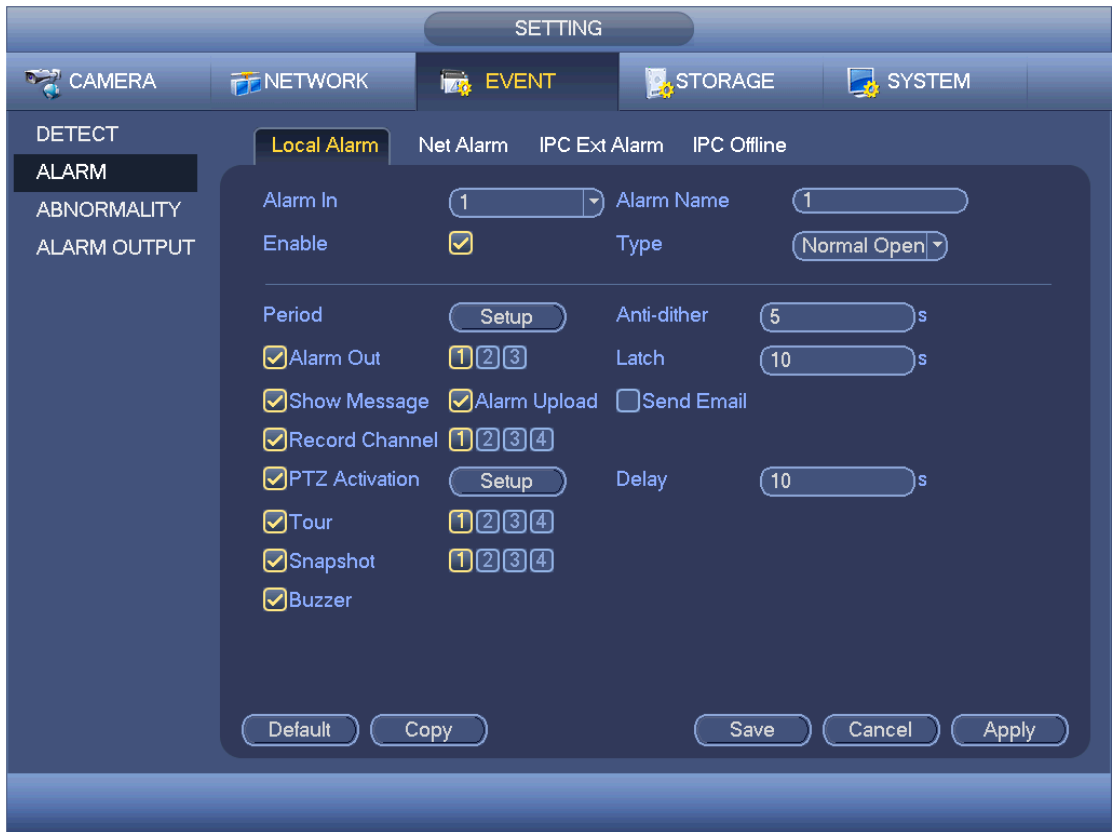 SETTING
CAMERA NETWORK EVENT STORAGE SYSTEM
DETECT
ALARM
ABNORMALITY
ALARM OUTPUT
Local Alarm Net Alarm IPC Ext Alarm IPC Offline
Alarm In 1 Alarm Name 1
Enable Type Normal Open
Period Setup Anti-dither 5 s
Alarm Out 1 2 3 Latch 10 s
Show Message Alarm Upload Send Email
Record Channel 1 2 3 4
PTZ Activation Setup Delay 10 s
Tour 1 2 3 4
Snapshot 1 2 3 4
Buzzer
Default Copy Save Cancel Apply